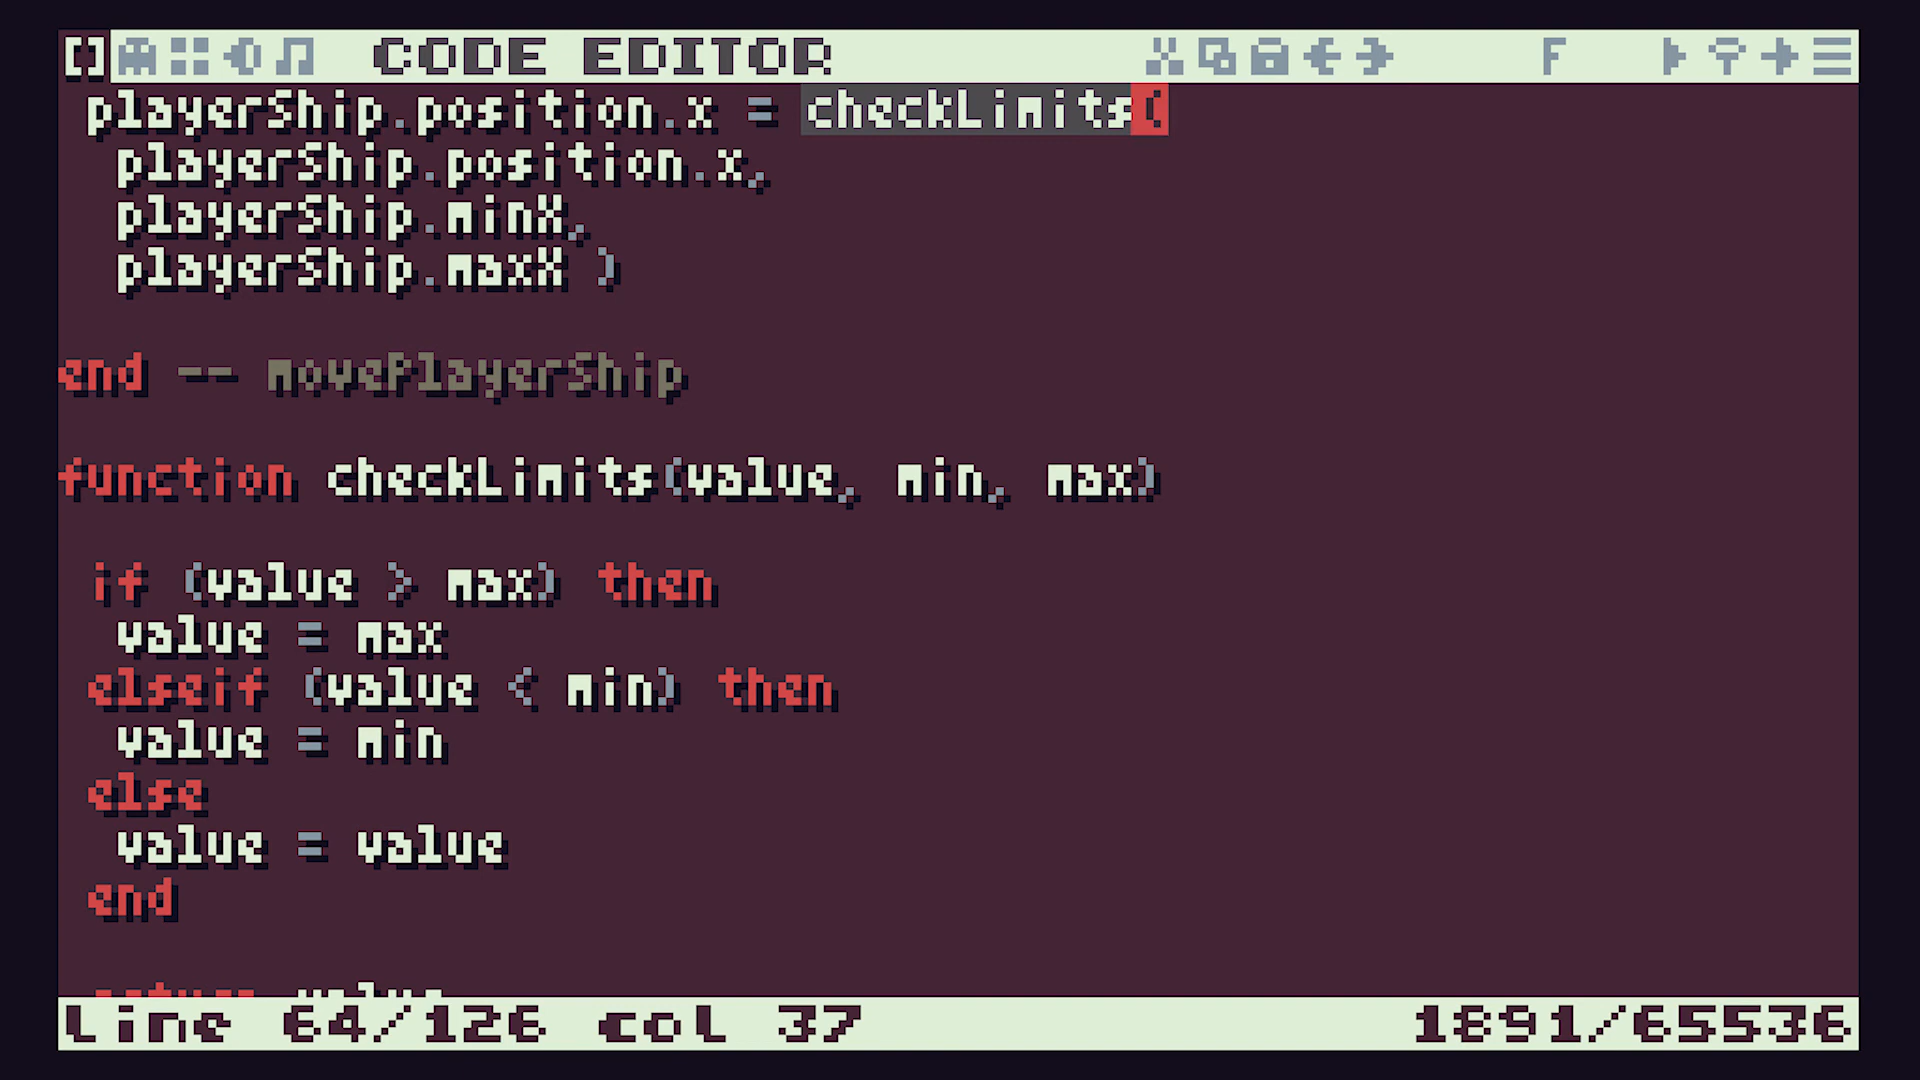 CODE EDITOR F
playerShip.position.x = checkLimits(
playerShip.position.x,
playerShip.minX,
playerShip.maxX )
end -- movePlayerShip
function checkLimits(value, min, max)
if (value > max) then
value = max
elseif (value < min) then
value = min
else
value = value
end
return value
line 64/126 col 37 1891/65536